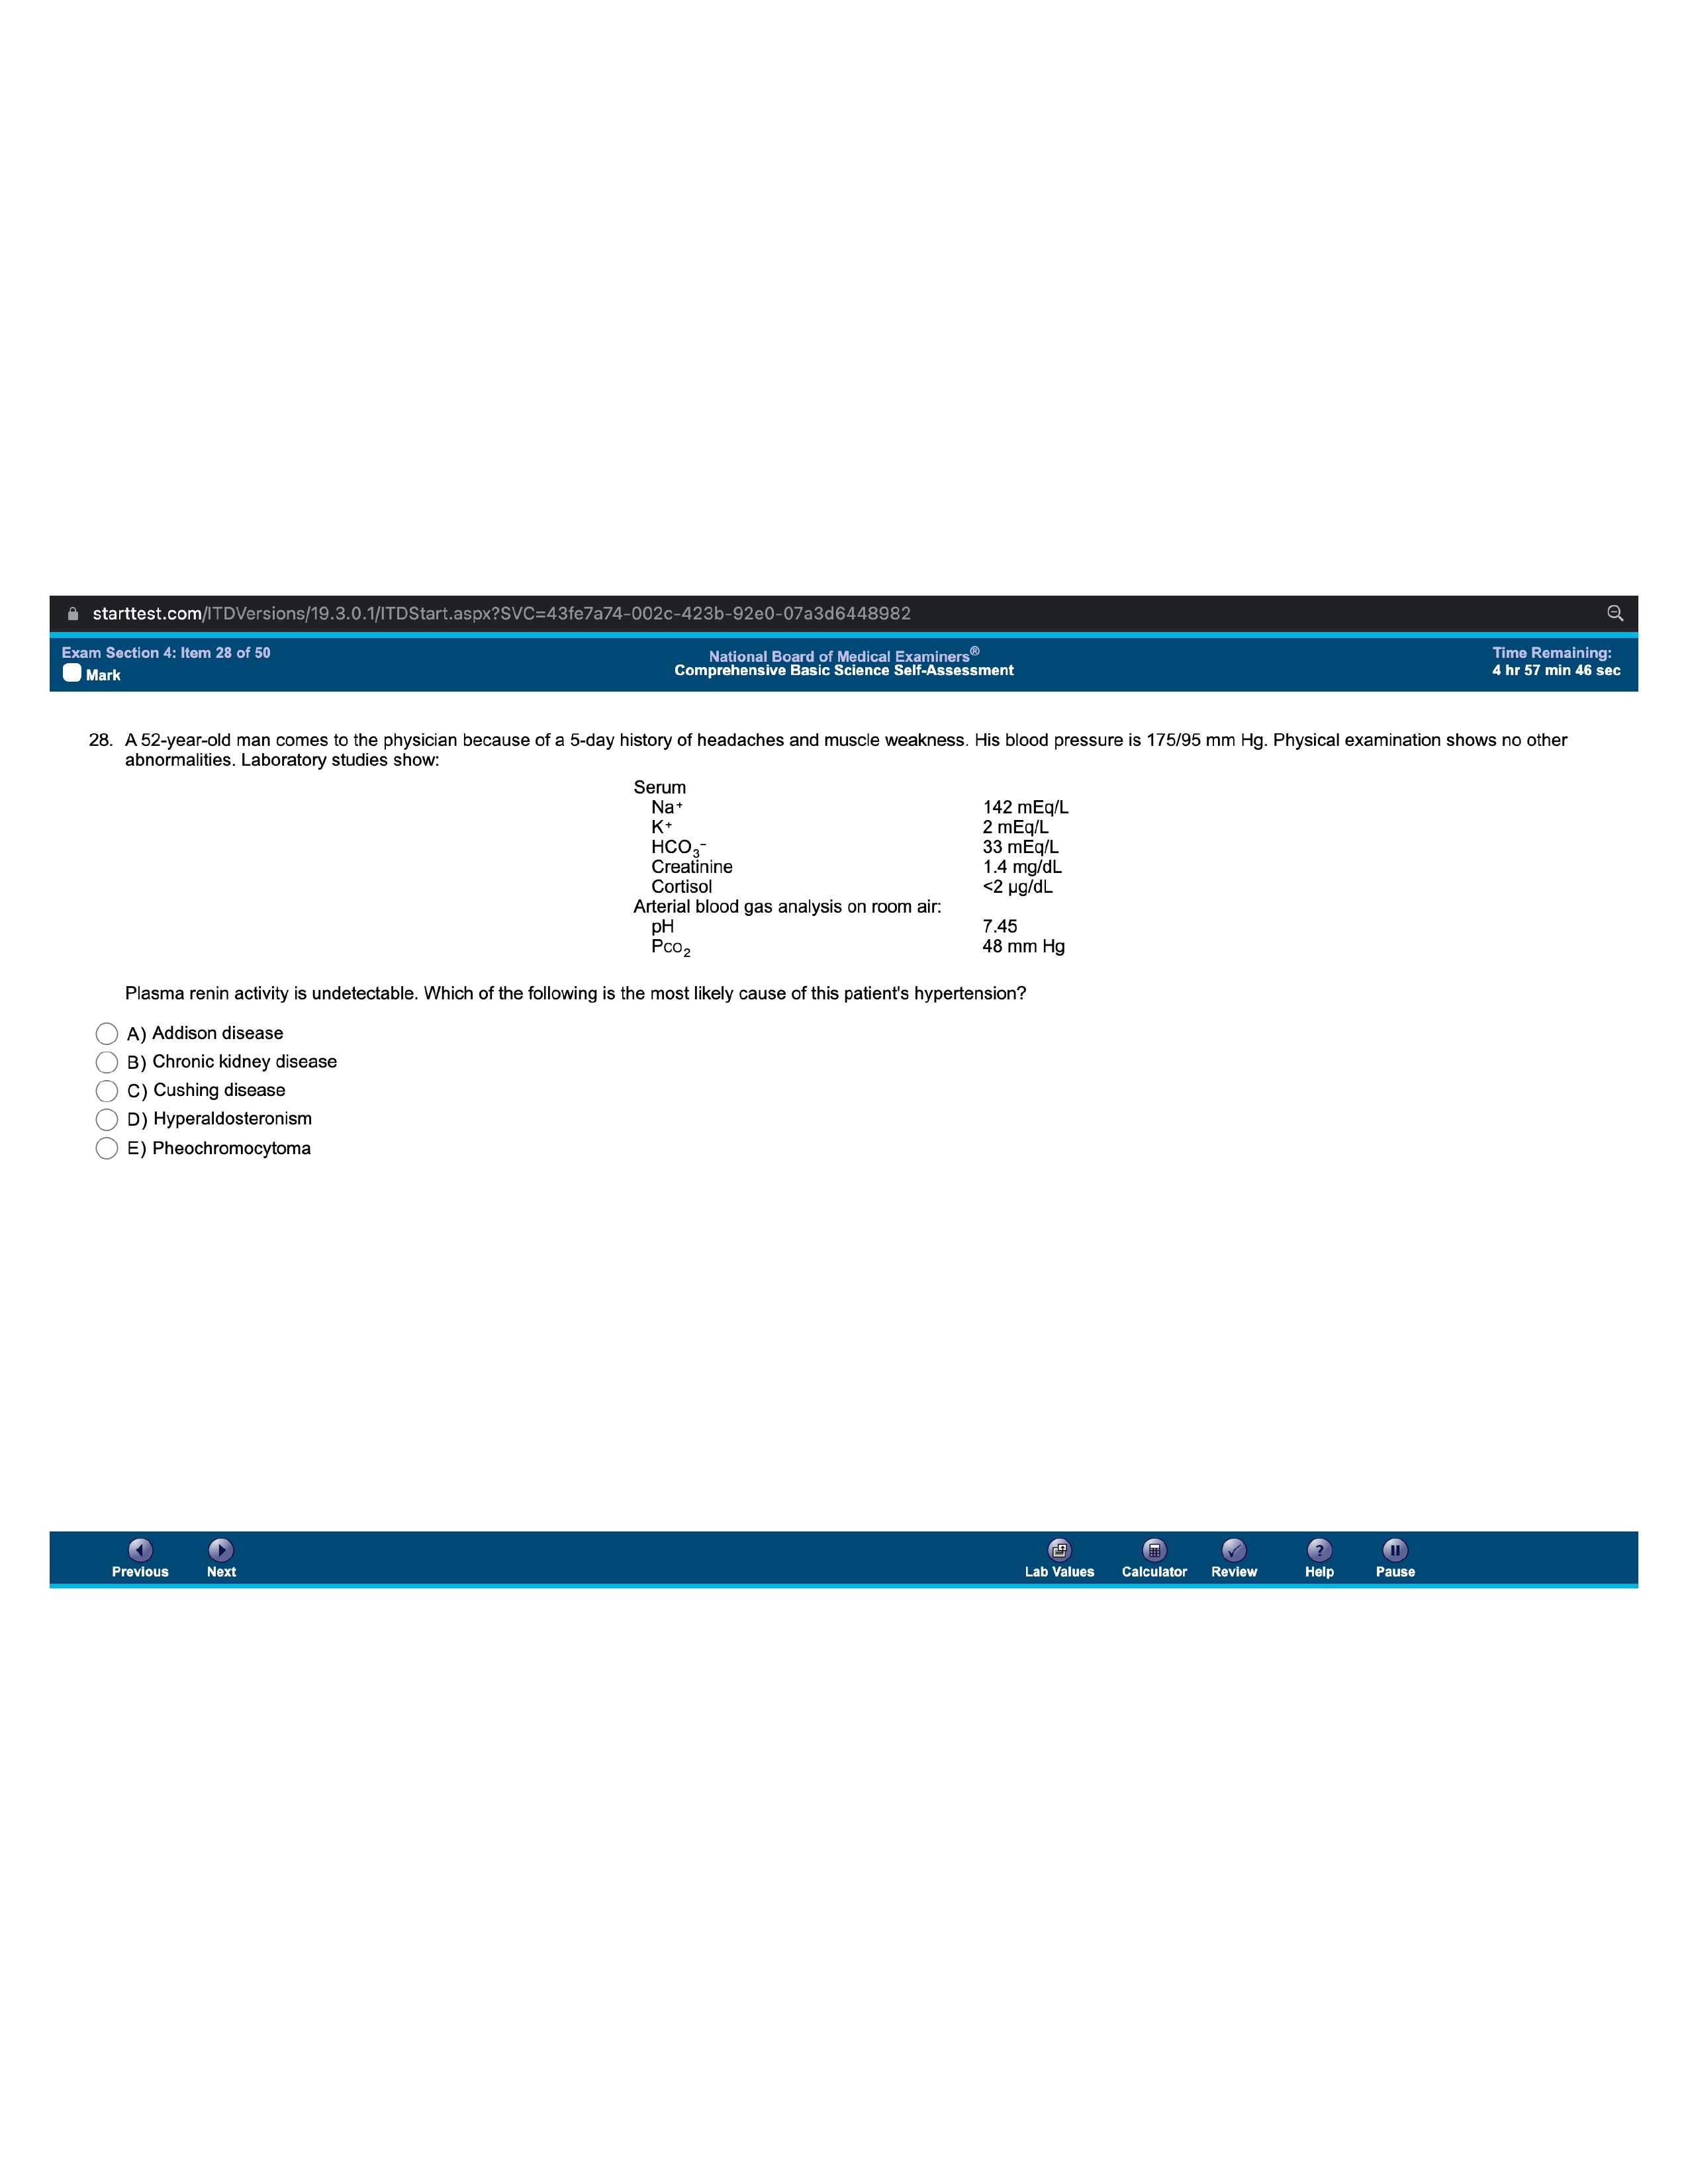 starttest.com/ITDVersions/19.3.0.1/ITDStart.aspx?SVC=43fe7a74-002c-423b-92e0-07a3d6448982
Exam Section 4: Item 28 of 50
Mark
National Board of Medical Examiners®
Comprehensive Basic Science Self-Assessment
Time Remaining:
4 hr 57 min 46 sec
28. A 52-year-old man comes to the physician because of a 5-day history of headaches and muscle weakness. His blood pressure is 175/95 mm Hg. Physical examination shows no other
abnormalities. Laboratory studies show:
Serum
Na⁺ 142 mEq/L
K⁺ 2 mEq/L
HCO₃⁻ 33 mEq/L
Creatinine 1.4 mg/dL
Cortisol <2 μg/dL
Arterial blood gas analysis on room air:
pH 7.45
PCO₂ 48 mm Hg
Plasma renin activity is undetectable. Which of the following is the most likely cause of this patient's hypertension?
A) Addison disease
B) Chronic kidney disease
C) Cushing disease
D) Hyperaldosteronism
E) Pheochromocytoma
Previous Next Lab Values Calculator Review Help Pause